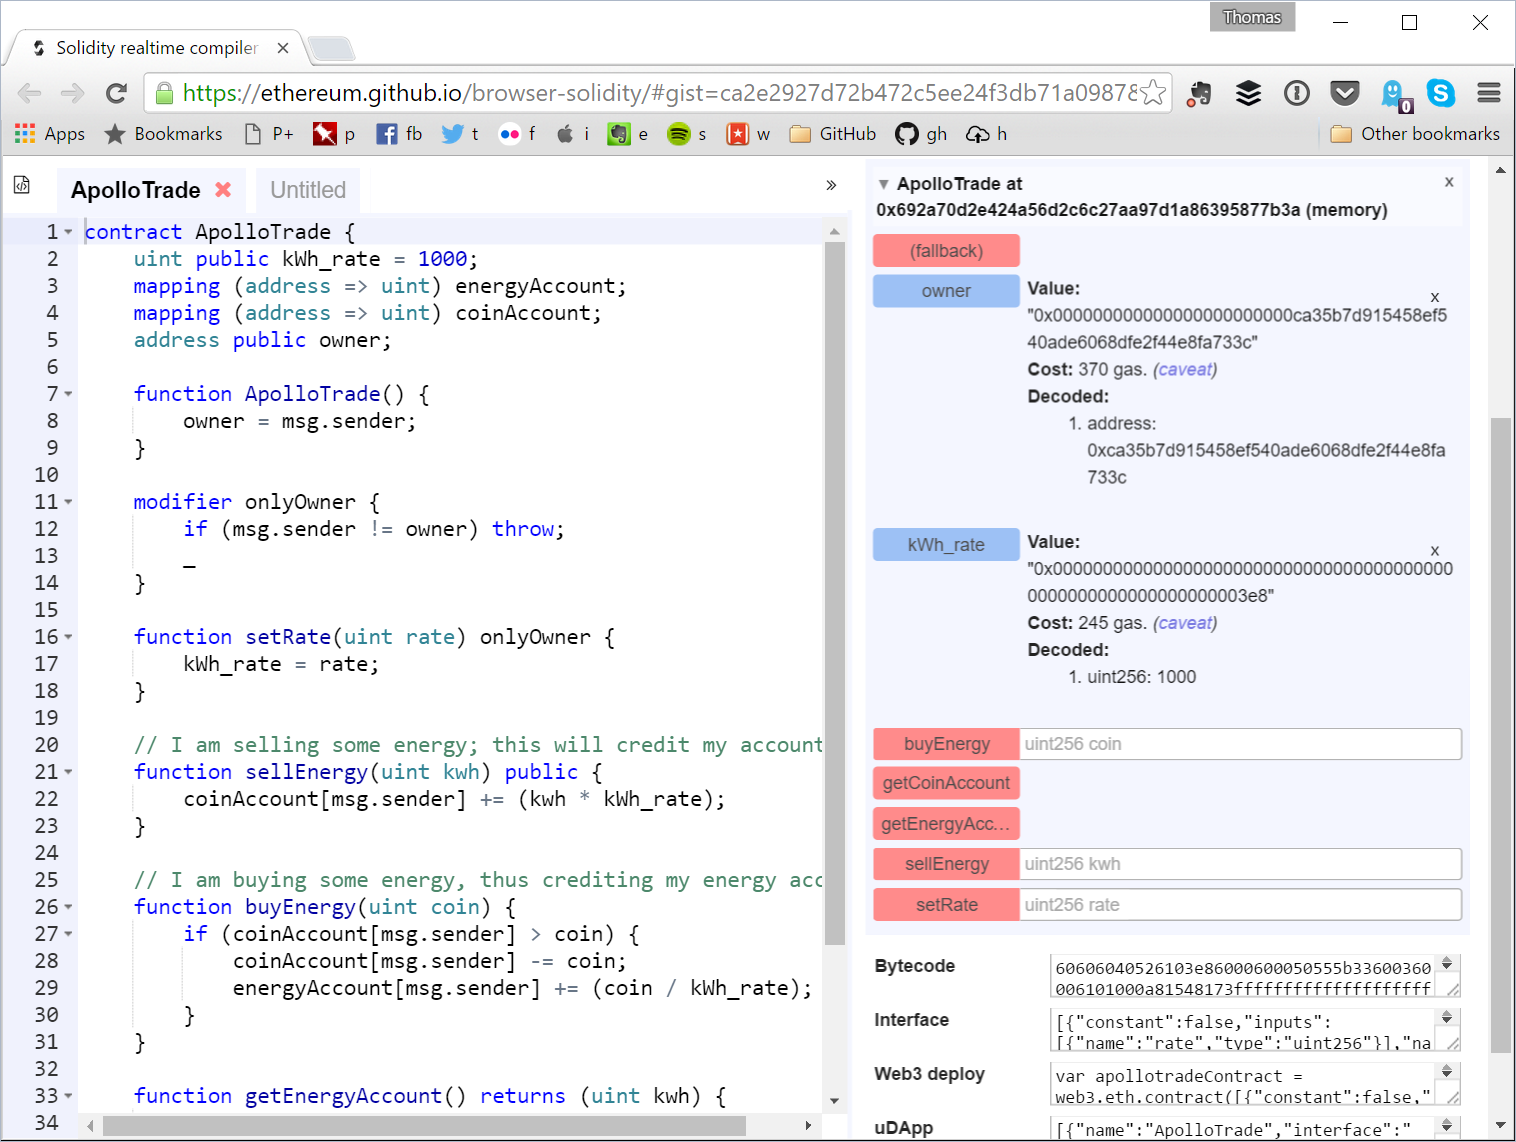 Thomas
Solidity realtime compiler
https://ethereum.github.io/browser-solidity/#gist=ca2e2927d72b472c5ee24f3db71a0987
Apps Bookmarks P+ p fb t f i e s w GitHub gh h Other bookmarks
ApolloTrade Untitled »
1 contract ApolloTrade {
2 uint public kWh_rate = 1000;
3 mapping (address => uint) energyAccount;
4 mapping (address => uint) coinAccount;
5 address public owner;
6
7 function ApolloTrade() {
8 owner = msg.sender;
9 }
10
11 modifier onlyOwner {
12 if (msg.sender != owner) throw;
13 _
14 }
15
16 function setRate(uint rate) onlyOwner {
17 kWh_rate = rate;
18 }
19
20 // I am selling some energy; this will credit my account
21 function sellEnergy(uint kwh) public {
22 coinAccount[msg.sender] += (kwh * kWh_rate);
23 }
24
25 // I am buying some energy, thus crediting my energy acc
26 function buyEnergy(uint coin) {
27 if (coinAccount[msg.sender] > coin) {
28 coinAccount[msg.sender] -= coin;
29 energyAccount[msg.sender] += (coin / kWh_rate);
30 }
31 }
32
33 function getEnergyAccount() returns (uint kwh) {
34
ApolloTrade at x
0x692a70d2e424a56d2c6c27aa97d1a86395877b3a (memory)
(fallback)
owner Value: x
"0x000000000000000000000000ca35b7d915458ef5
40ade6068dfe2f44e8fa733c"
Cost: 370 gas. (caveat)
Decoded:
1. address:
0xca35b7d915458ef540ade6068dfe2f44e8fa
733c
kWh_rate Value: x
"0x0000000000000000000000000000000000000000
0000000000000000000003e8"
Cost: 245 gas. (caveat)
Decoded:
1. uint256: 1000
buyEnergy uint256 coin
getCoinAccount
getEnergyAcc...
sellEnergy uint256 kwh
setRate uint256 rate
Bytecode 60606040526103e86000600050555b33600360
006101000a81548173ffffffffffffffffffff
Interface [{"constant":false,"inputs":
[{"name":"rate","type":"uint256"}],"na
Web3 deploy var apollotradeContract =
web3.eth.contract([{"constant":false,"
uDApp [{"name":"ApolloTrade","interface":"
0